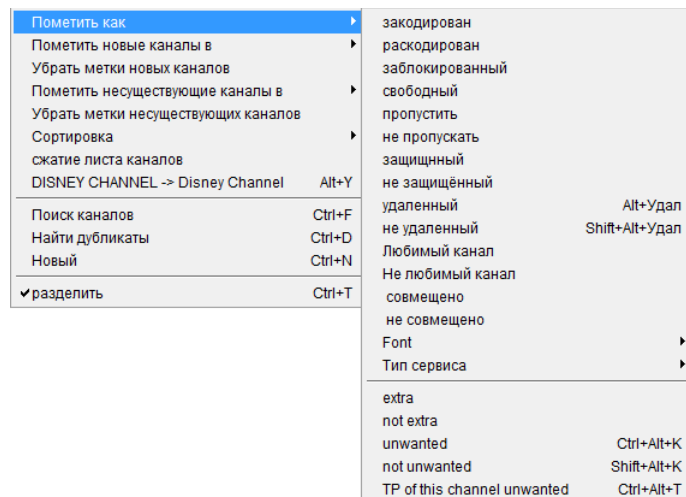 Пометить как
Пометить новые каналы в
Убрать метки новых каналов
Пометить несуществующие каналы в
Убрать метки несуществующих каналов
Сортировка
сжатие листа каналов
DISNEY CHANNEL -> Disney Channel Alt+Y
Поиск каналов Ctrl+F
Найти дубликаты Ctrl+D
Новый Ctrl+N
разделить Ctrl+T
закодирован
раскодирован
заблокированный
свободный
пропустить
не пропускать
защищнный
не защищённый
удаленный Alt+Удал
не удаленный Shift+Alt+Удал
Любимый канал
Не любимый канал
совмещено
не совмещено
Font
Тип сервиса
extra
not extra
unwanted Ctrl+Alt+K
not unwanted Shift+Alt+K
TP of this channel unwanted Ctrl+Alt+T